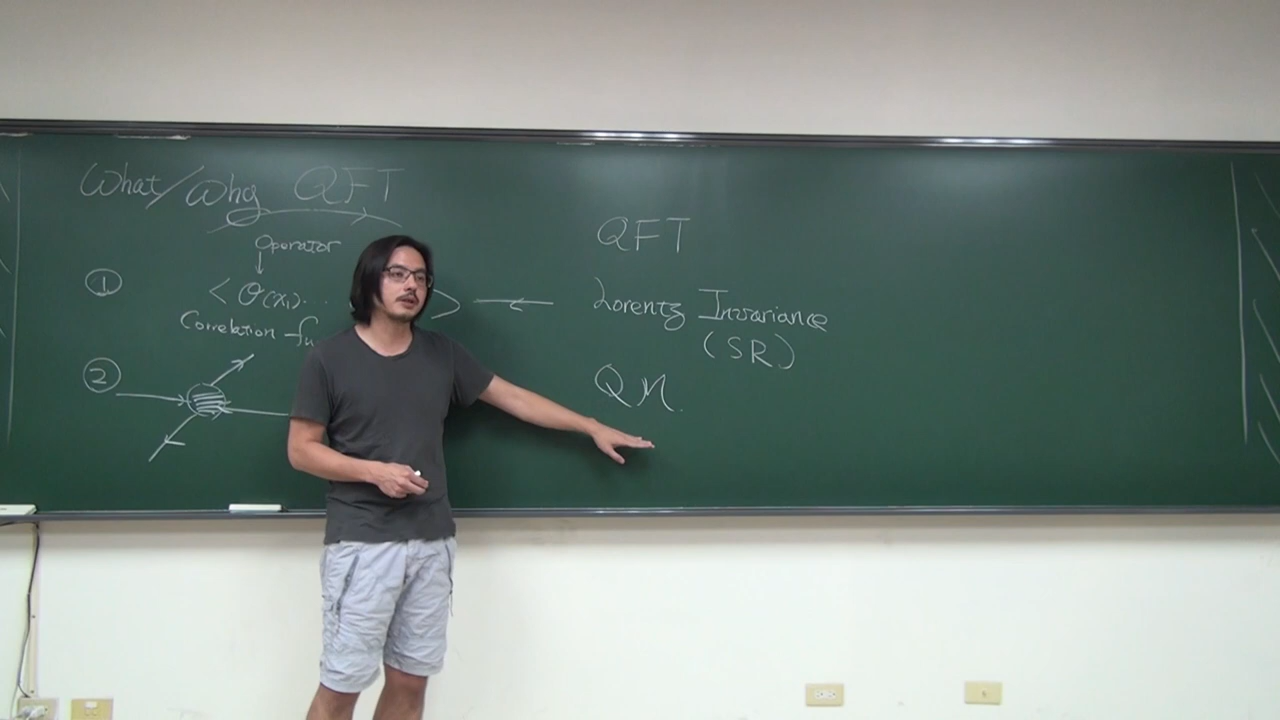 What/Why QFT
Operator
①
< O(x₁)... >
Correlation fu
②
QFT
Lorentz Invariance
(SR)
QM.